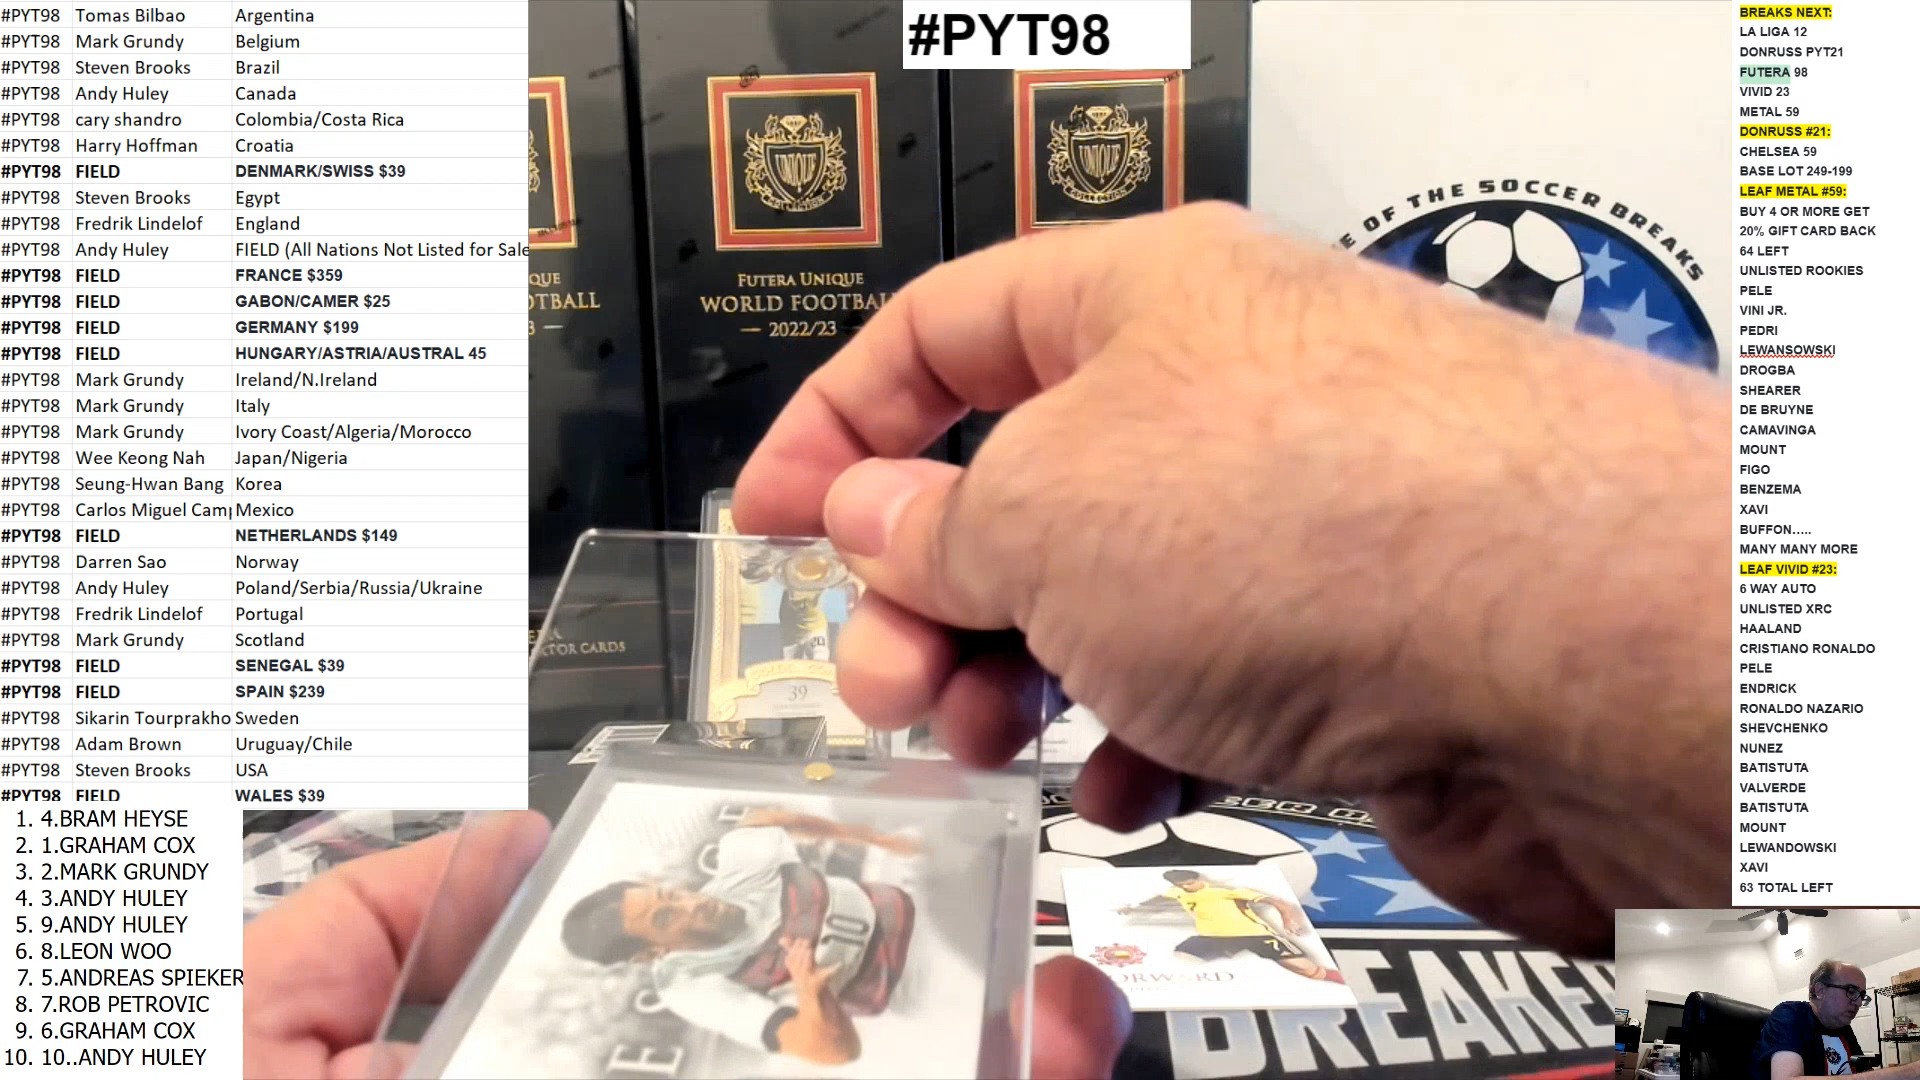 #PYT98 Tomas Bilbao Argentina
#PYT98 Mark Grundy Belgium
#PYT98 Steven Brooks Brazil
#PYT98 Andy Huley Canada
#PYT98 cary shandro Colombia/Costa Rica
#PYT98 Harry Hoffman Croatia
#PYT98 FIELD DENMARK/SWISS $39
#PYT98 Steven Brooks Egypt
#PYT98 Fredrik Lindelof England
#PYT98 Andy Huley FIELD (All Nations Not Listed for Sale
#PYT98 FIELD FRANCE $359
#PYT98 FIELD GABON/CAMER $25
#PYT98 FIELD GERMANY $199
#PYT98 FIELD HUNGARY/ASTRIA/AUSTRAL 45
#PYT98 Mark Grundy Ireland/N.Ireland
#PYT98 Mark Grundy Italy
#PYT98 Mark Grundy Ivory Coast/Algeria/Morocco
#PYT98 Wee Keong Nah Japan/Nigeria
#PYT98 Seung-Hwan Bang Korea
#PYT98 Carlos Miguel Camp Mexico
#PYT98 FIELD NETHERLANDS $149
#PYT98 Darren Sao Norway
#PYT98 Andy Huley Poland/Serbia/Russia/Ukraine
#PYT98 Fredrik Lindelof Portugal
#PYT98 Mark Grundy Scotland
#PYT98 FIELD SENEGAL $39
#PYT98 FIELD SPAIN $239
#PYT98 Sikarin Tourprakho Sweden
#PYT98 Adam Brown Uruguay/Chile
#PYT98 Steven Brooks USA
#PYT98 FIELD WALES $39
1. 4.BRAM HEYSE
2. 1.GRAHAM COX
3. 2.MARK GRUNDY
4. 3.ANDY HULEY
5. 9.ANDY HULEY
6. 8.LEON WOO
7. 5.ANDREAS SPIEKER
8. 7.ROB PETROVIC
9. 6.GRAHAM COX
10. 10..ANDY HULEY
#PYT98
UNIQUE
COLLECTION
FUTERA UNIQUE
WORLD FOOTBALL
— 2022/23 —
UNIQUE
OF THE SOCCER BREAKS
39
10
7
FORWARD
BREAKE
BREAKS NEXT:
LA LIGA 12
DONRUSS PYT21
FUTERA 98
VIVID 23
METAL 59
DONRUSS #21:
CHELSEA 59
BASE LOT 249-199
LEAF METAL #59:
BUY 4 OR MORE GET
20% GIFT CARD BACK
64 LEFT
UNLISTED ROOKIES
PELE
VINI JR.
PEDRI
LEWANSOWSKI
DROGBA
SHEARER
DE BRUYNE
CAMAVINGA
MOUNT
FIGO
BENZEMA
XAVI
BUFFON.....
MANY MANY MORE
LEAF VIVID #23:
6 WAY AUTO
UNLISTED XRC
HAALAND
CRISTIANO RONALDO
PELE
ENDRICK
RONALDO NAZARIO
SHEVCHENKO
NUNEZ
BATISTUTA
VALVERDE
BATISTUTA
MOUNT
LEWANDOWSKI
XAVI
63 TOTAL LEFT